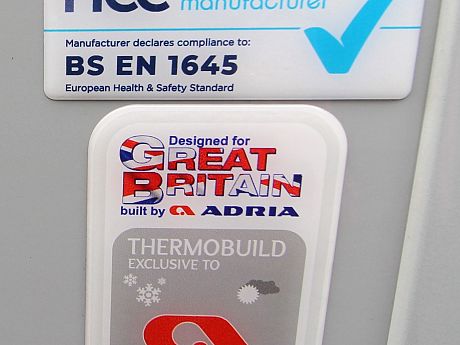 manufacturer
Manufacturer declares compliance to:
BS EN 1645
European Health & Safety Standard
Designed for
GREAT
BRITAIN
built by ADRIA
THERMOBUILD
EXCLUSIVE TO